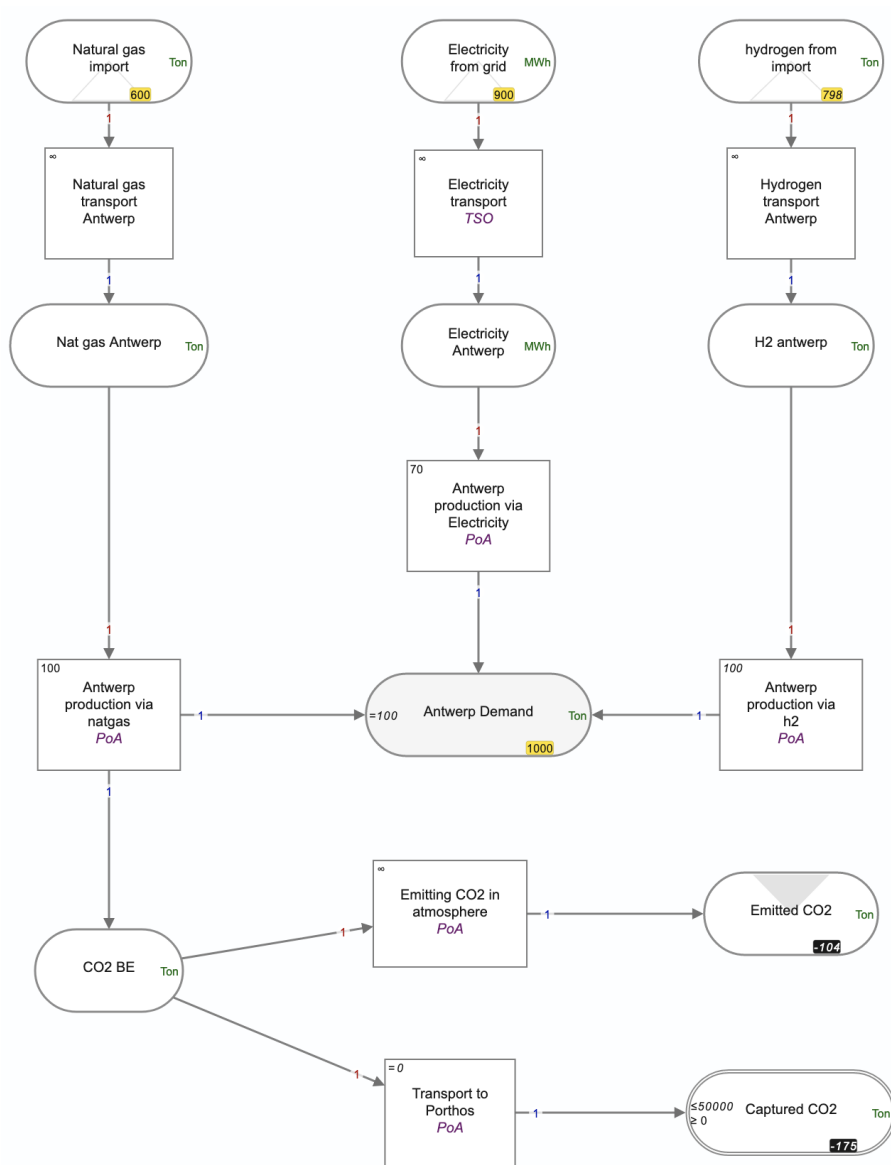 Natural gas
import
Ton
600
Electricity
from grid
MWh
900
hydrogen from
import
Ton
798
1
1
1
∞
Natural gas
transport
Antwerp
∞
Electricity
transport
TSO
∞
Hydrogen
transport
Antwerp
1
1
1
Nat gas Antwerp
Ton
Electricity
Antwerp
MWh
H2 antwerp
Ton
1
70
Antwerp
production via
Electricity
PoA
1
1
1
100
Antwerp
production via
natgas
PoA
1
=100
Antwerp Demand
Ton
1000
1
100
Antwerp
production via
h2
PoA
1
∞
Emitting CO2 in
atmosphere
PoA
1
Emitted CO2
Ton
-104
1
CO2 BE
Ton
1
= 0
Transport to
Porthos
PoA
1
≤50000
≥ 0
Captured CO2
Ton
-175